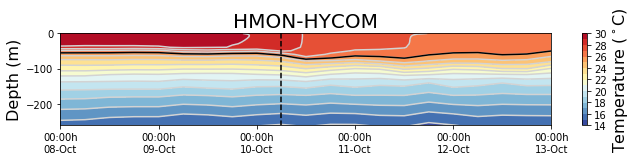 HMON-HYCOM
Depth (m)
0
−100
−200
00:00h 00:00h 00:00h 00:00h 00:00h 00:00h
08-Oct 09-Oct 10-Oct 11-Oct 12-Oct 13-Oct
30
28
26
24
22
20
18
16
14
Temperature (°C)